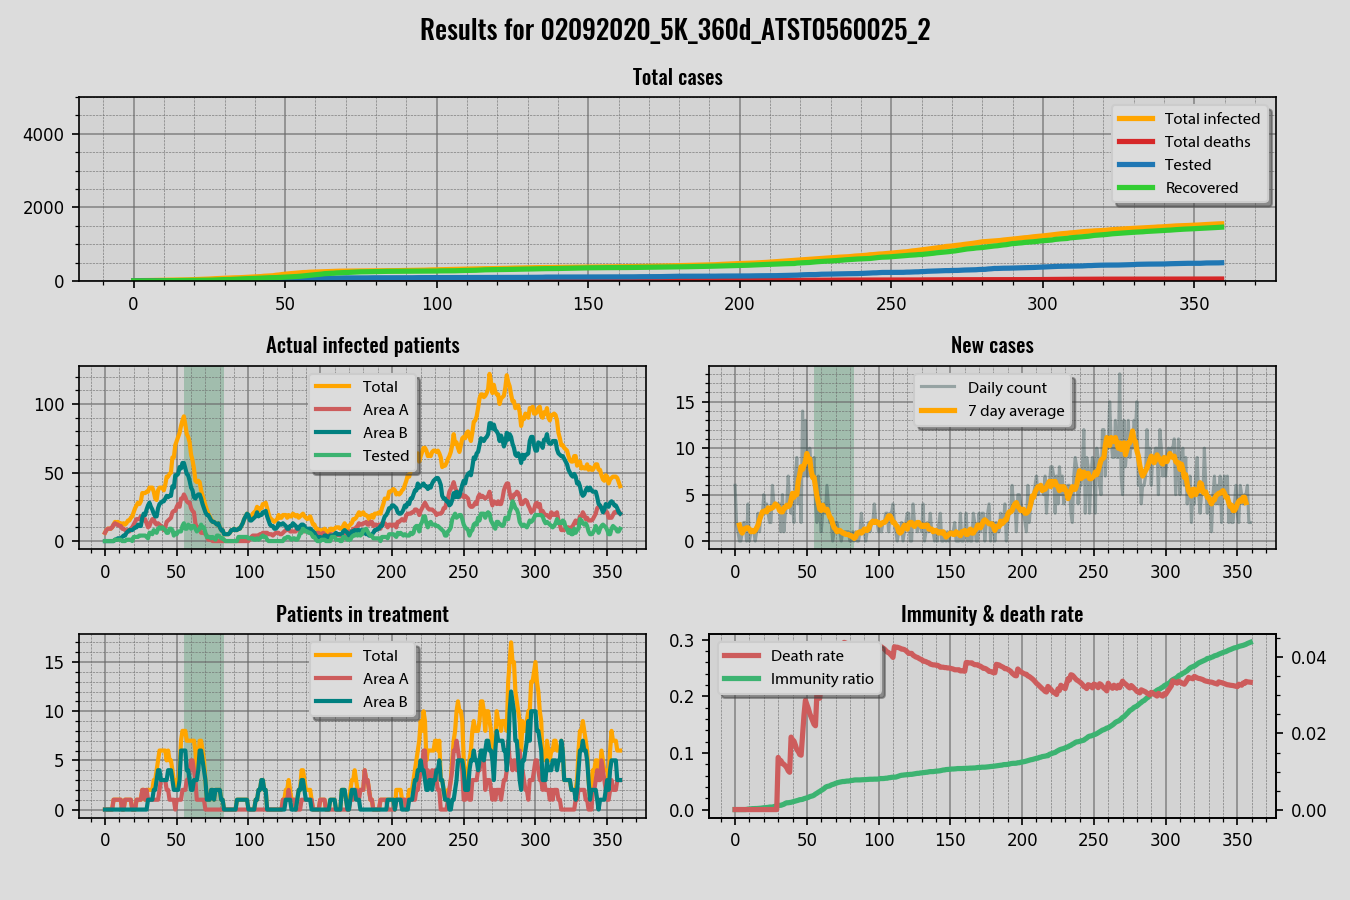 Results for 02092020_5K_360d_ATST0560025_2
Total cases
4000
2000
0
Total infected
Total deaths
Tested
Recovered
0 50 100 150 200 250 300 350
Actual infected patients
100
50
0
Total
Area A
Area B
Tested
0 50 100 150 200 250 300 350
New cases
15
10
5
0
Daily count
7 day average
0 50 100 150 200 250 300 350
Patients in treatment
15
10
5
0
Total
Area A
Area B
0 50 100 150 200 250 300 350
Immunity & death rate
0.3
0.2
0.1
0.0
Death rate
Immunity ratio
0.04
0.02
0.00
0 50 100 150 200 250 300 350